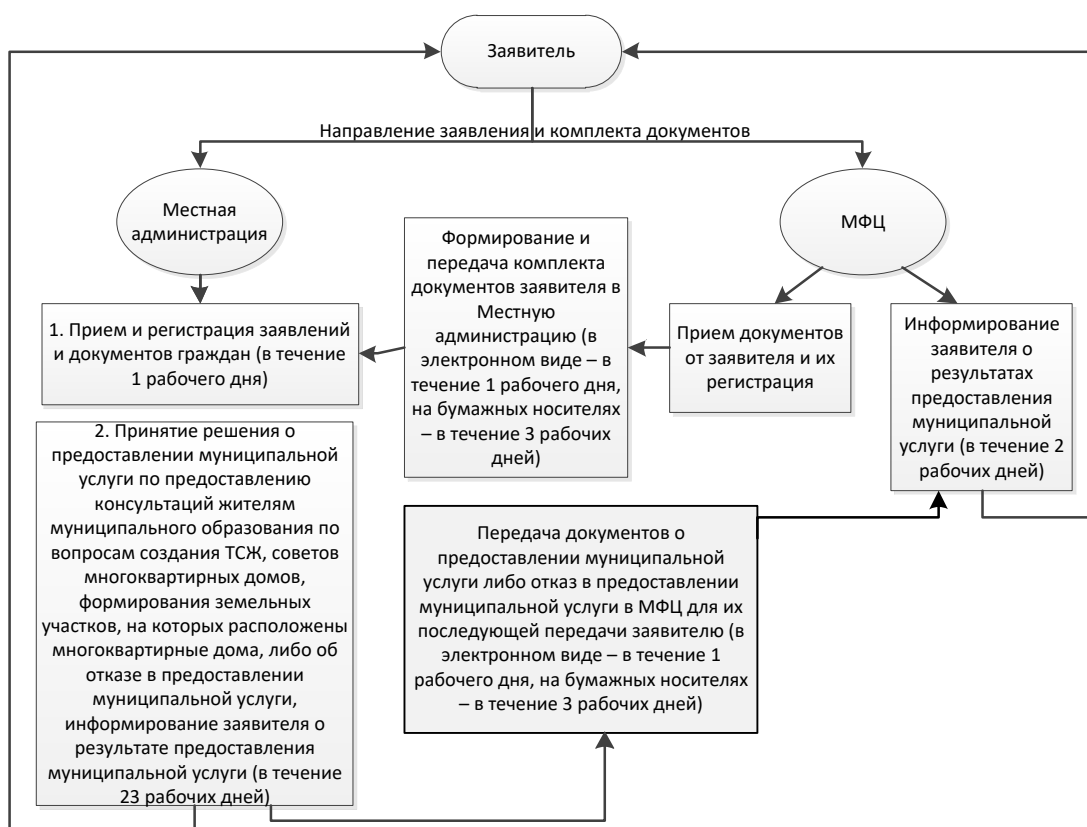 Заявитель
Направление заявления и комплекта документов
Местная
администрация
МФЦ
Формирование и
передача комплекта
документов заявителя в
Местную
администрацию (в
электронном виде – в
течение 1 рабочего дня,
на бумажных носителях
– в течение 3 рабочих
дней)
1. Прием и регистрация заявлений
и документов граждан (в течение
1 рабочего дня)
Прием документов
от заявителя и их
регистрация
Информирование
заявителя о
результатах
предоставления
муниципальной
услуги (в течение 2
рабочих дней)
2. Принятие решения о
предоставлении муниципальной
услуги по предоставлению
консультаций жителям
муниципального образования по
вопросам создания ТСЖ, советов
многоквартирных домов,
формирования земельных
участков, на которых расположены
многоквартирные дома, либо об
отказе в предоставлении
муниципальной услуги,
информирование заявителя о
результате предоставления
муниципальной услуги (в течение
23 рабочих дней)
Передача документов о
предоставлении муниципальной
услуги либо отказ в предоставлении
муниципальной услуги в МФЦ для их
последующей передачи заявителю (в
электронном виде – в течение 1
рабочего дня, на бумажных носителях
– в течение 3 рабочих дней)